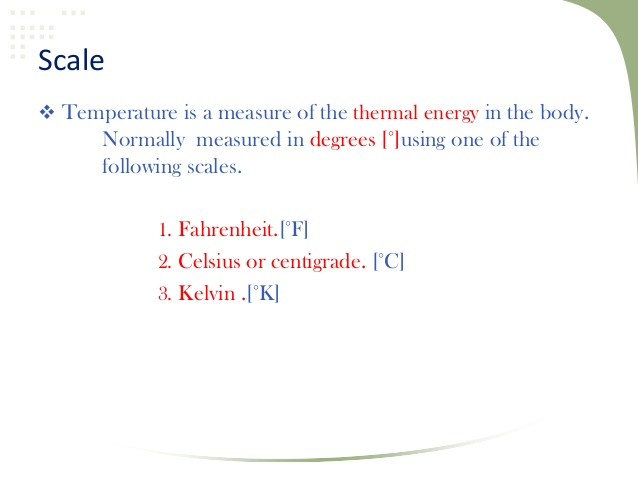 Scale
❖ Temperature is a measure of the thermal energy in the body.
Normally measured in degrees [°]using one of the
following scales.
1. Fahrenheit.[°F]
2. Celsius or centigrade. [°C]
3. Kelvin .[°K]